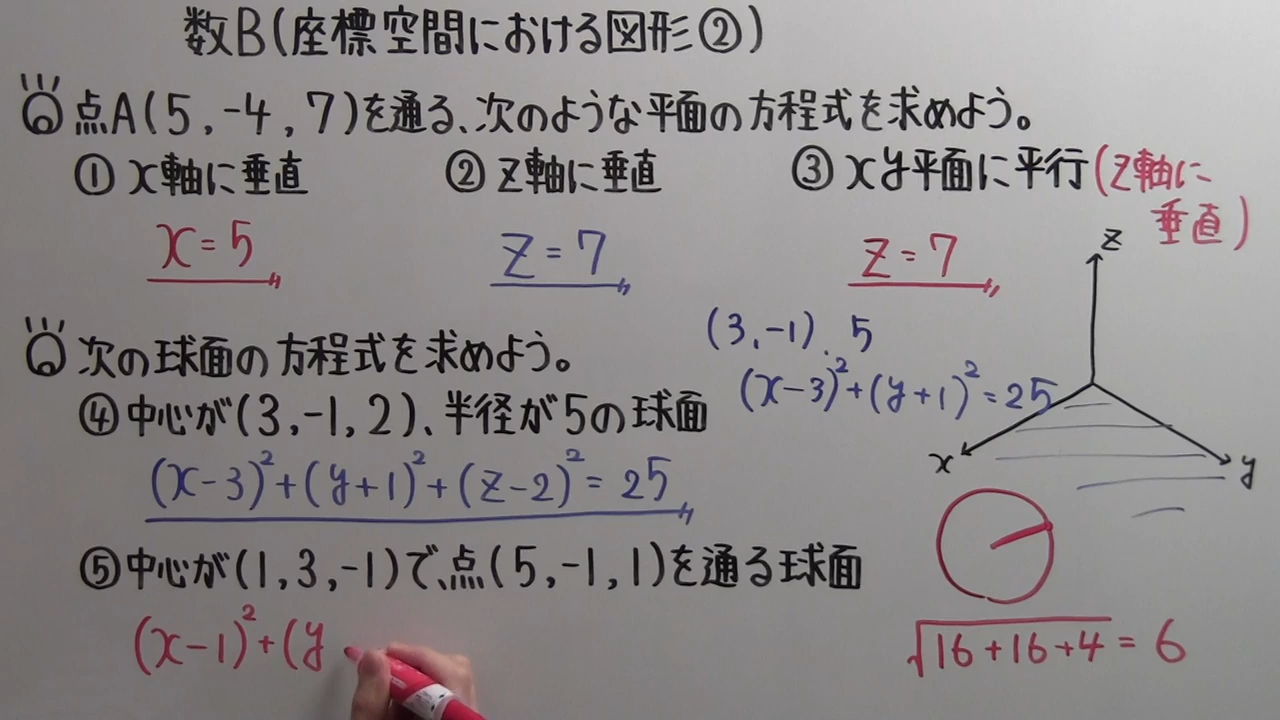 数B(座標空間における図形②)
Q 点A(5, -4, 7)を通る、次のような平面の方程式を求めよう。
① x軸に垂直 ② z軸に垂直 ③ xy平面に平行(z軸に
垂直)
x=5 z=7 z=7
z
(3, -1), 5
Q 次の球面の方程式を求めよう。
(x-3)²+(y+1)²=25
④中心が(3, -1, 2)、半径が5の球面
x y
(x-3)²+(y+1)²+(z-2)²=25
⑤中心が(1, 3, -1)で、点(5, -1, 1)を通る球面
(x-1)²+(y
√16+16+4=6